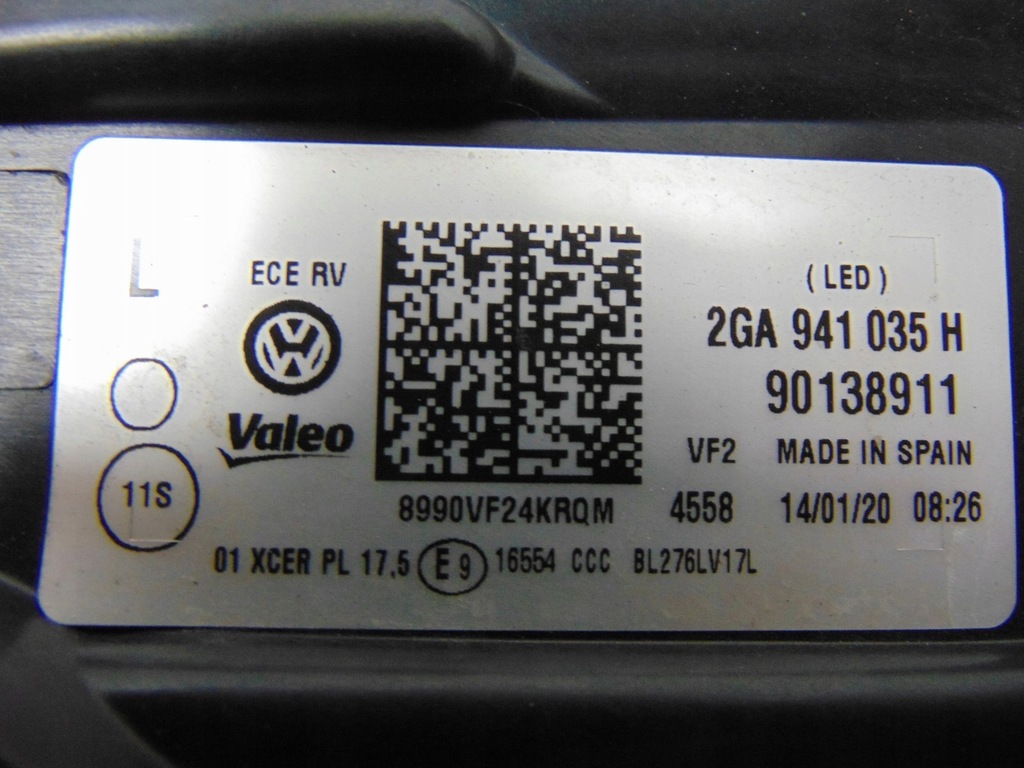 L
ECE RV
Valeo
11S
8990VF24KRQM
(LED)
2GA 941 035 H
90138911
VF2 MADE IN SPAIN
4558 14/01/20 08:26
01 XCER PL 17.5 E9 16554 CCC BL276LV17L